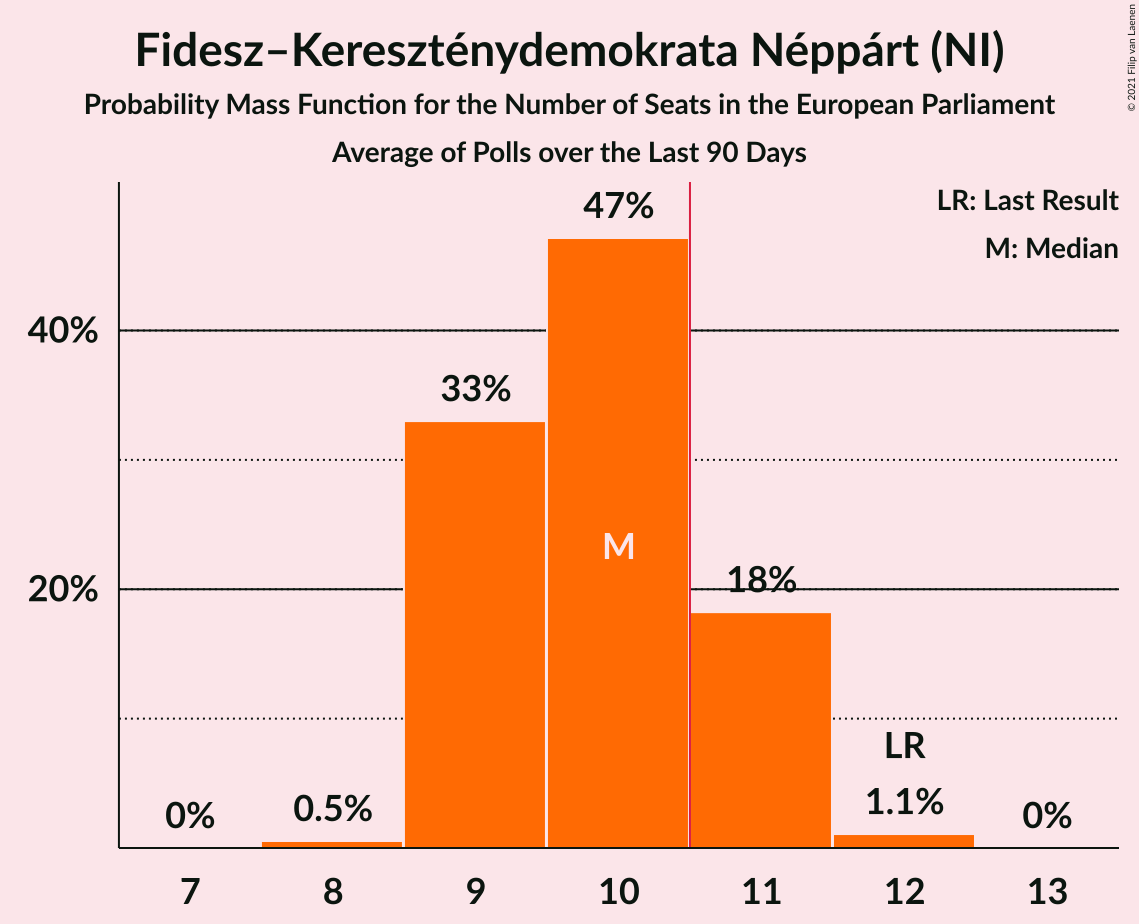 Fidesz–Kereszténydemokrata Néppárt (NI)
Probability Mass Function for the Number of Seats in the European Parliament
Average of Polls over the Last 90 Days
© 2021 Filip van Laenen
LR: Last Result
M: Median
47%
40%
33%
M
18%
20%
LR
0%
0.5%
1.1%
0%
7 8 9 10 11 12 13